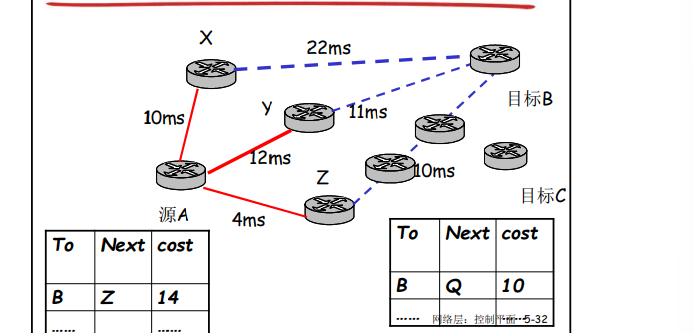 X
22ms
目标B
Y
11ms
10ms
12ms
10ms
Z
目标C
源A
4ms
To Next cost
B Z 14
...... ......
To Next cost
B Q 10
...... ......
网络层：控制平面 5-32